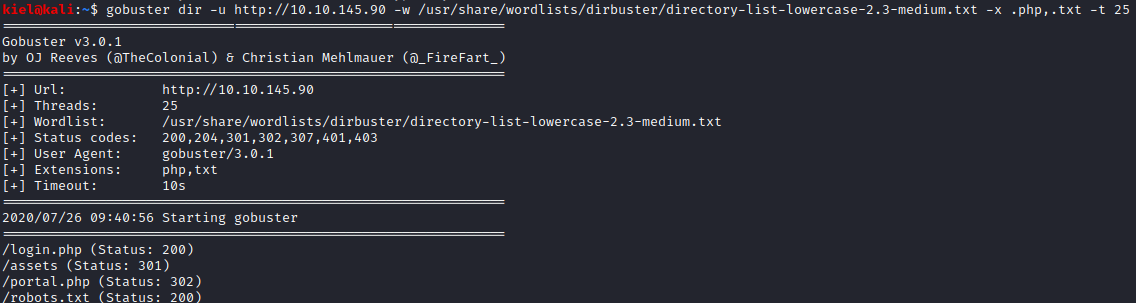 kiel@kali:~$ gobuster dir -u http://10.10.145.90 -w /usr/share/wordlists/dirbuster/directory-list-lowercase-2.3-medium.txt -x .php,.txt -t 25
===============================================================
Gobuster v3.0.1
by OJ Reeves (@TheColonial) & Christian Mehlmauer (@_FireFart_)
===============================================================
[+] Url:            http://10.10.145.90
[+] Threads:        25
[+] Wordlist:       /usr/share/wordlists/dirbuster/directory-list-lowercase-2.3-medium.txt
[+] Status codes:   200,204,301,302,307,401,403
[+] User Agent:     gobuster/3.0.1
[+] Extensions:     php,txt
[+] Timeout:        10s
===============================================================
2020/07/26 09:40:56 Starting gobuster
===============================================================
/login.php (Status: 200)
/assets (Status: 301)
/portal.php (Status: 302)
/robots.txt (Status: 200)